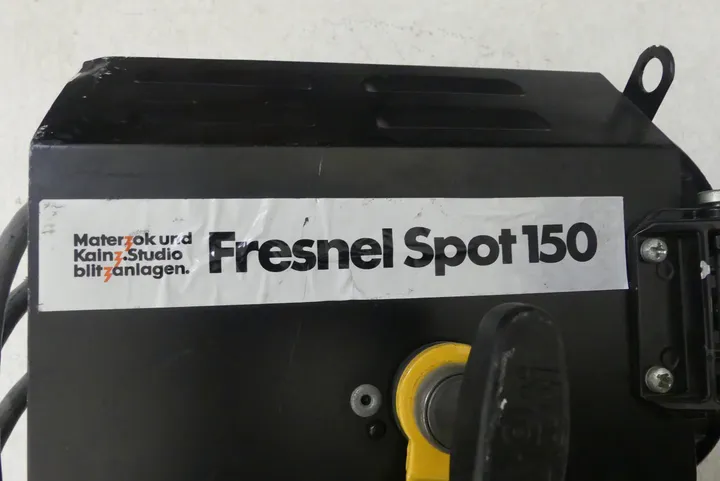 Materzok und
Kainz.Studio
blitzanlagen.
Fresnel Spot 150